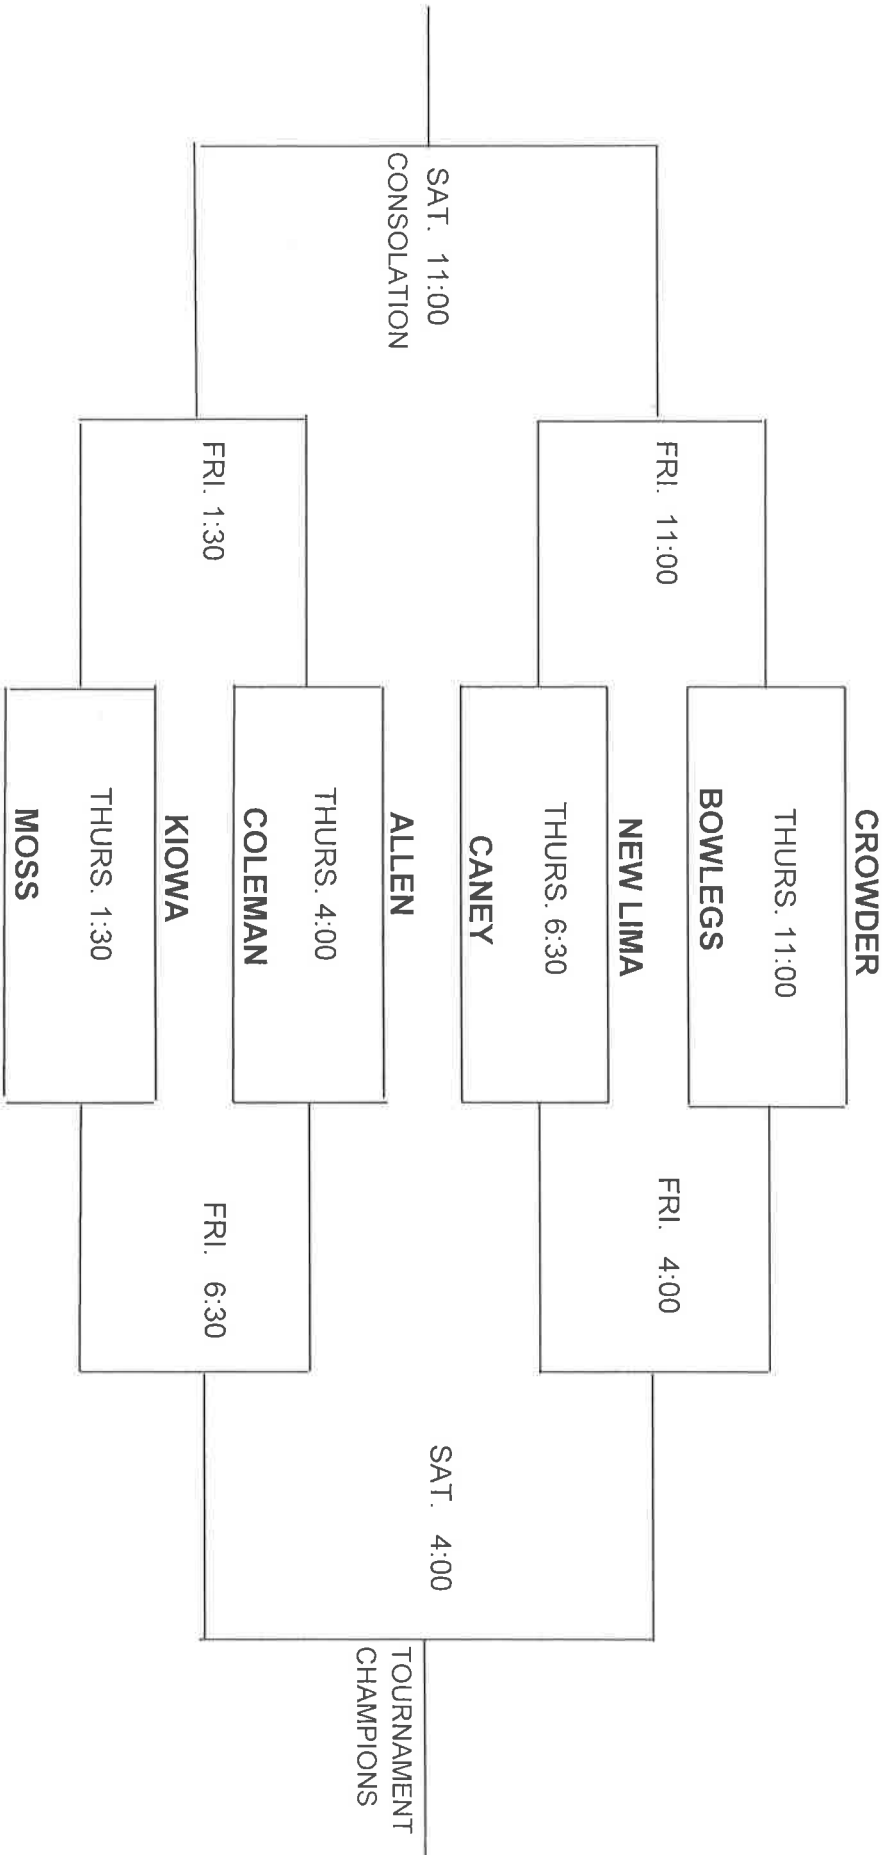 CROWDER
THURS. 11:00
BOWLEGS
FRI. 11:00
FRI. 4:00
NEW LIMA
THURS. 6:30
CANEY
SAT. 11:00
CONSOLATION
SAT. 4:00
TOURNAMENT
CHAMPIONS
ALLEN
THURS. 4:00
COLEMAN
FRI. 1:30
FRI. 6:30
KIOWA
THURS. 1:30
MOSS